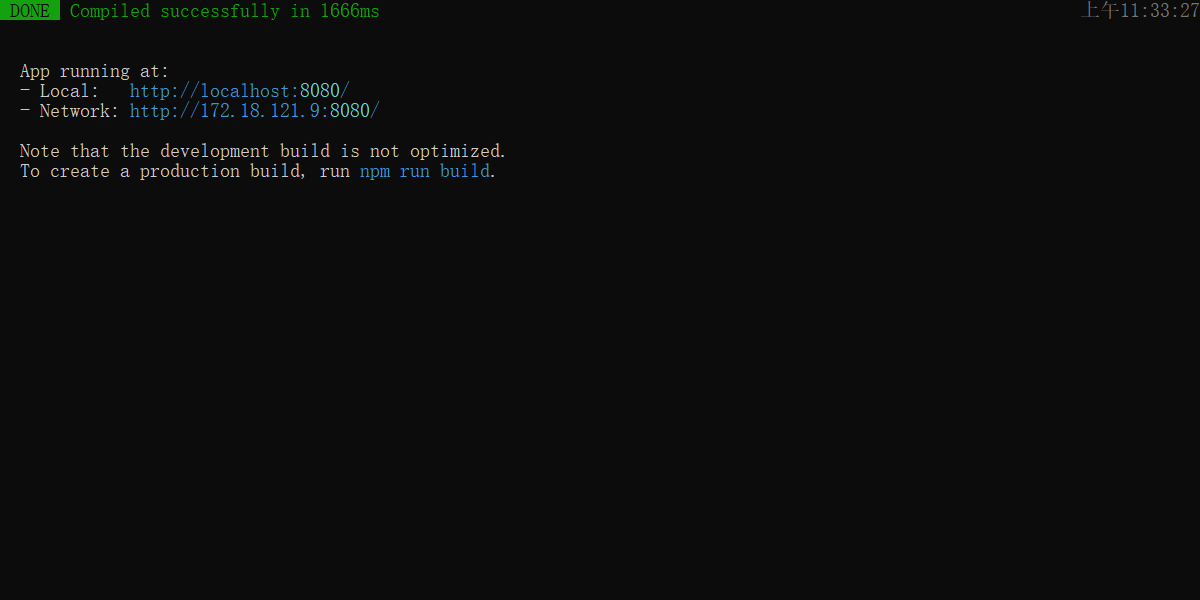 DONE Compiled successfully in 1666ms 上午11:33:27
App running at:
- Local: http://localhost:8080/
- Network: http://172.18.121.9:8080/
Note that the development build is not optimized.
To create a production build, run npm run build.